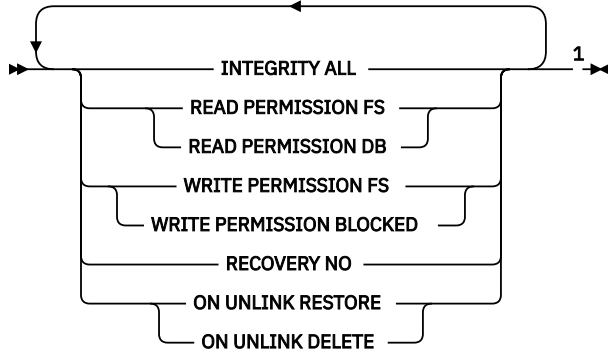 1
INTEGRITY ALL
READ PERMISSION FS
READ PERMISSION DB
WRITE PERMISSION FS
WRITE PERMISSION BLOCKED
RECOVERY NO
ON UNLINK RESTORE
ON UNLINK DELETE